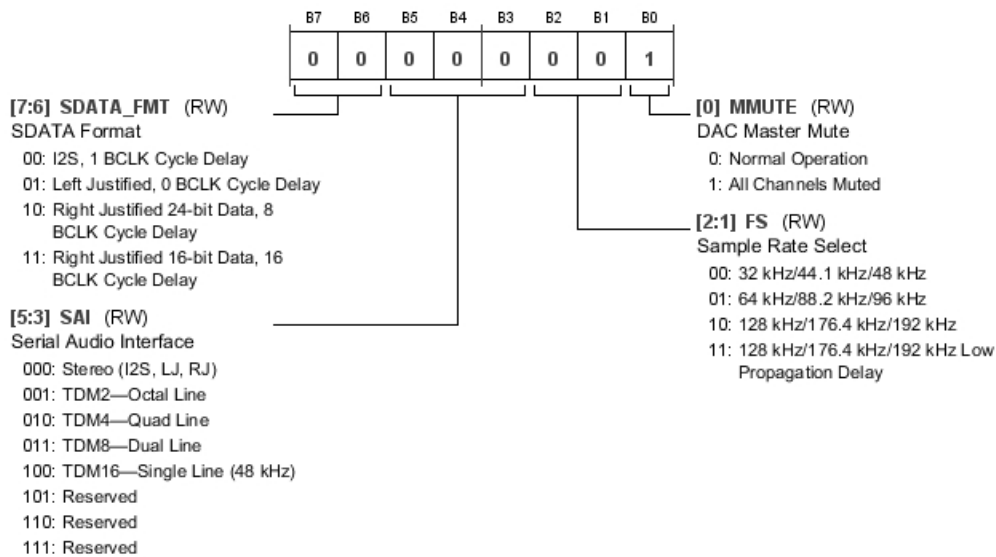 B7 B6 B5 B4 B3 B2 B1 B0
0 0 0 0 0 0 0 1
[7:6] SDATA_FMT (RW)
SDATA Format
00: I2S, 1 BCLK Cycle Delay
01: Left Justified, 0 BCLK Cycle Delay
10: Right Justified 24-bit Data, 8
BCLK Cycle Delay
11: Right Justified 16-bit Data, 16
BCLK Cycle Delay
[5:3] SAI (RW)
Serial Audio Interface
000: Stereo (I2S, LJ, RJ)
001: TDM2—Octal Line
010: TDM4—Quad Line
011: TDM8—Dual Line
100: TDM16—Single Line (48 kHz)
101: Reserved
110: Reserved
111: Reserved
[0] MMUTE (RW)
DAC Master Mute
0: Normal Operation
1: All Channels Muted
[2:1] FS (RW)
Sample Rate Select
00: 32 kHz/44.1 kHz/48 kHz
01: 64 kHz/88.2 kHz/96 kHz
10: 128 kHz/176.4 kHz/192 kHz
11: 128 kHz/176.4 kHz/192 kHz Low
Propagation Delay